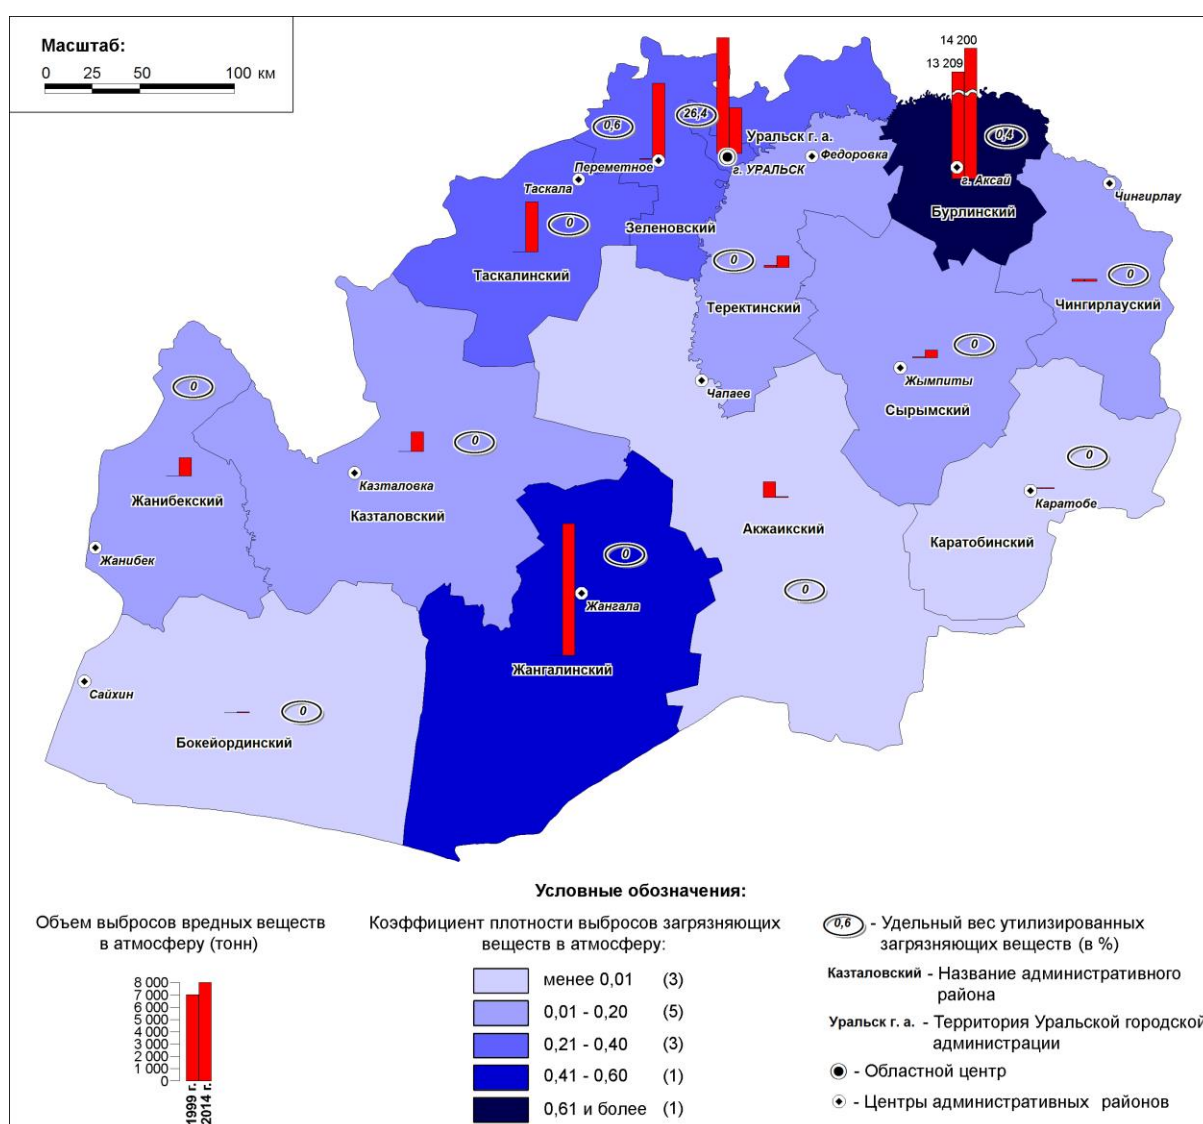 Масштаб:
0 25 50 100 км
14 200
13 209
0,6
26,4
0,4
Уральск г. а.
Переметное
г. УРАЛЬСК
Федоровка
Таскала
г. Аксай
Чингирлау
Бурлинский
Зеленовский
0
Таскалинский
0
0
Теректинский
Чингирлауский
0
Жымпиты
Чапаев
0
Сырымский
0
0
Казталовка
Каратобе
Жанибекский
Казталовский
Акжаикский
Каратобинский
Жанибек
0
0
Жангала
Жангалинский
Сайхин
0
Бокейординский
Условные обозначения:
Объем выбросов вредных веществ
в атмосферу (тонн)
8 000
7 000
6 000
5 000
4 000
3 000
2 000
1 000
0
1999 г.
2014 г.
Коэффициент плотности выбросов загрязняющих
веществ в атмосферу:
менее 0,01 (3)
0,01 - 0,20 (5)
0,21 - 0,40 (3)
0,41 - 0,60 (1)
0,61 и более (1)
0,6 - Удельный вес утилизированных
загрязняющих веществ (в %)
Казталовский - Название административного
района
Уральск г. а. - Территория Уральской городской
администрации
- Областной центр
- Центры административных районов